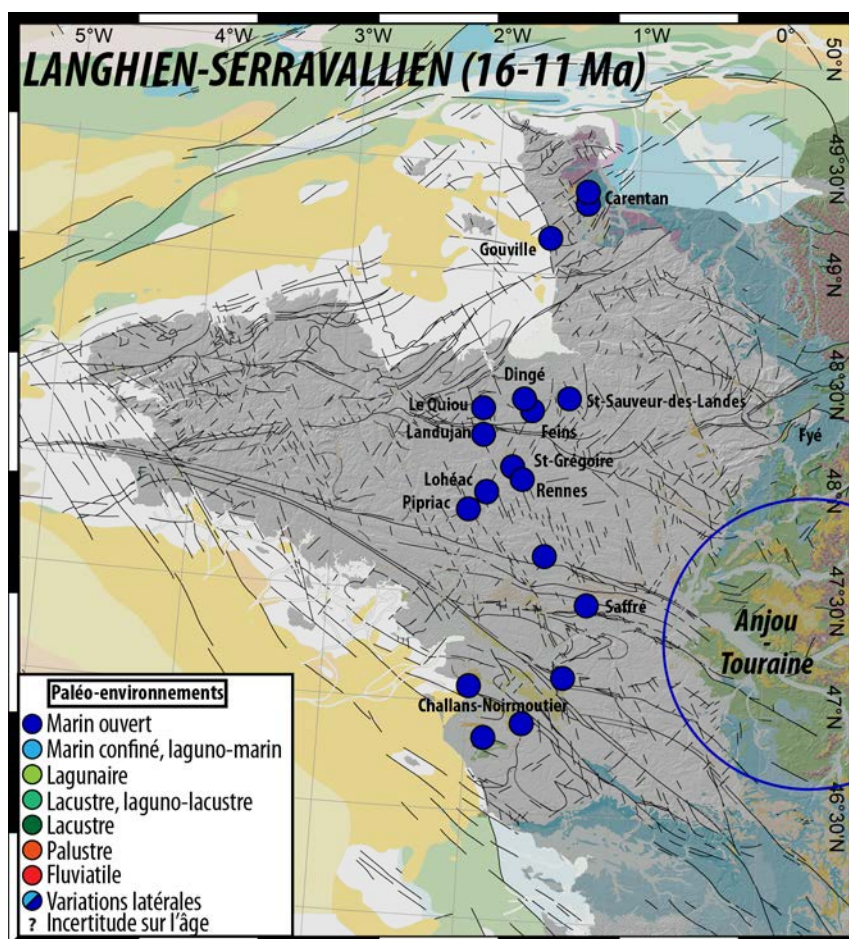 5°W
4°W
3°W
2°W
1°W
0°
50°N
LANGHIEN-SERRAVALLIEN (16-11 Ma)
49°30'N
Carentan
Gouville
49°N
48°30'N
Dingé
Le Quiou
St-Sauveur-des-Landes
Landujan
Feins
Fyé
St-Grégoire
48°N
Lohéac
Rennes
Pipriac
47°30'N
Saffré
Anjou
-
Touraine
Challans-Noirmoutier
47°N
46°30'N
Paléo-environnements
Marin ouvert
Marin confiné, laguno-marin
Lagunaire
Lacustre, laguno-lacustre
Lacustre
Palustre
Fluviatile
Variations latérales
? Incertitude sur l'âge